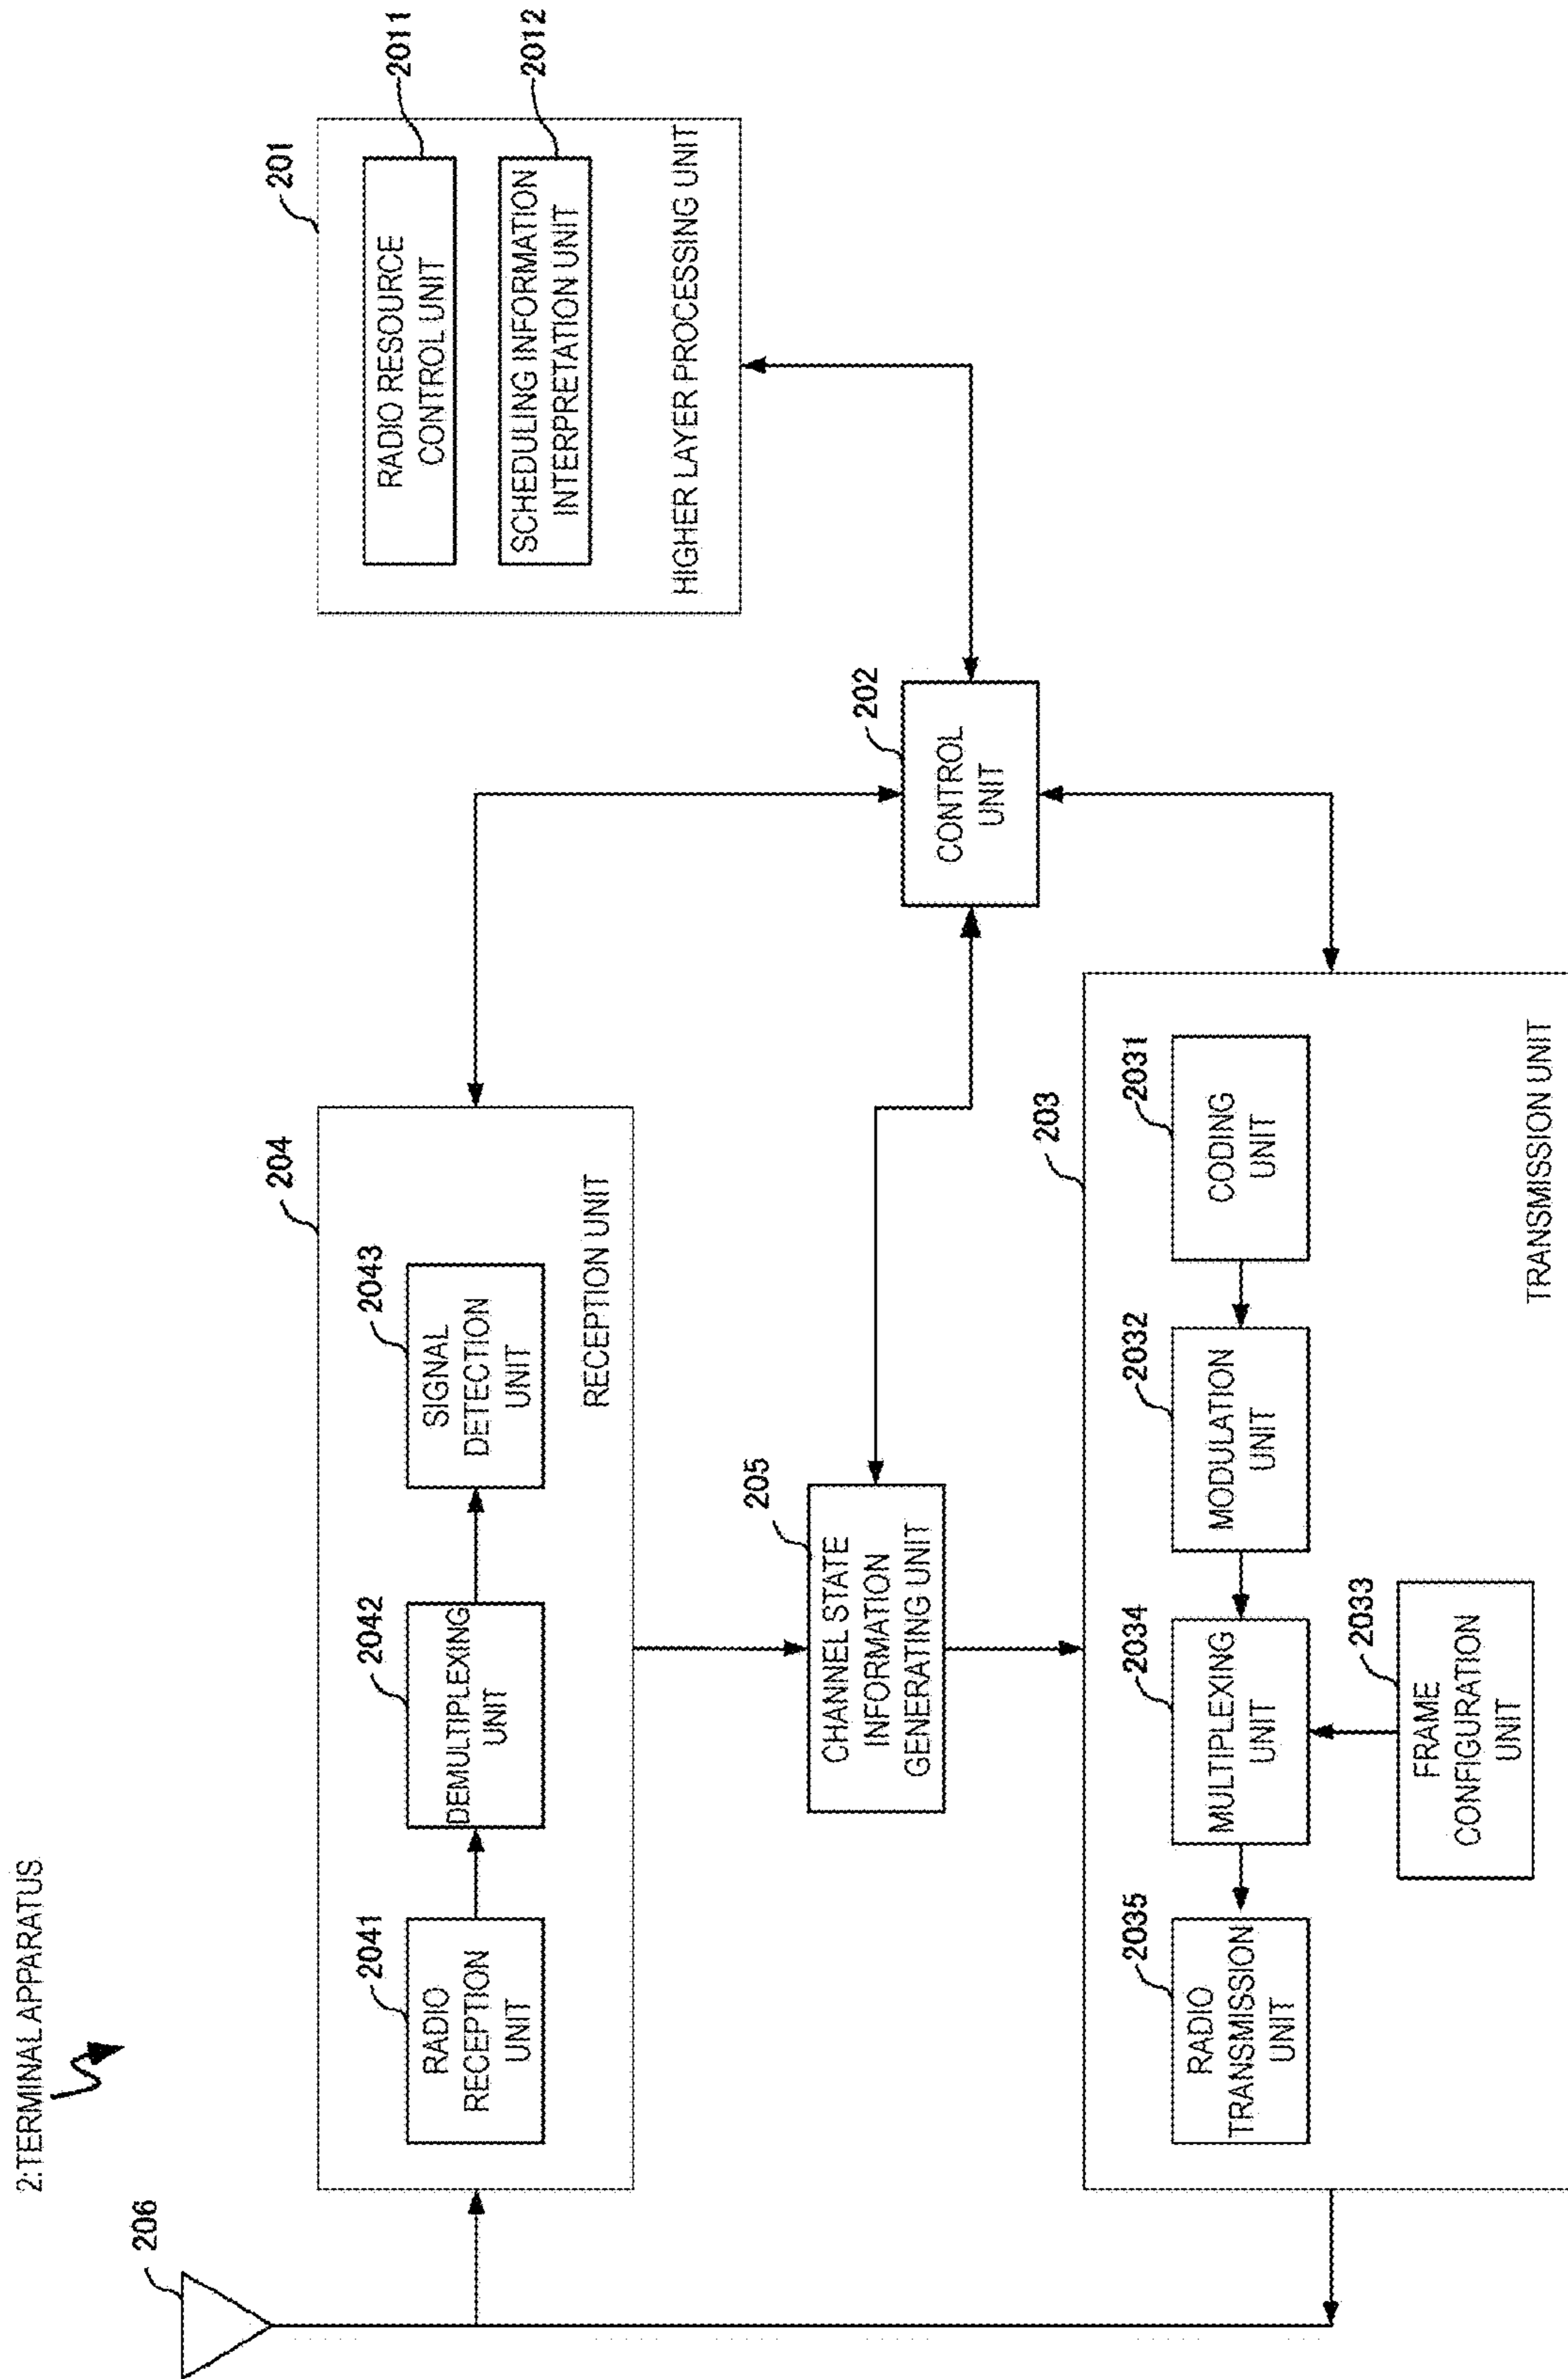 2:TERMINAL APPARATUS
206
204
2041
RADIO
RECEPTION
UNIT
2042
DEMULTIPLEXING
UNIT
2043
SIGNAL
DETECTION
UNIT
RECEPTION UNIT
201
RADIO RESOURCE
CONTROL UNIT
2011
SCHEDULING INFORMATION
INTERPRETATION UNIT
2012
HIGHER LAYER PROCESSING UNIT
205
CHANNEL STATE
INFORMATION
GENERATING UNIT
202
CONTROL
UNIT
203
2035
RADIO
TRANSMISSION
UNIT
2034
MULTIPLEXING
UNIT
2032
MODULATION
UNIT
2031
CODING
UNIT
2033
FRAME
CONFIGURATION
UNIT
TRANSMISSION UNIT